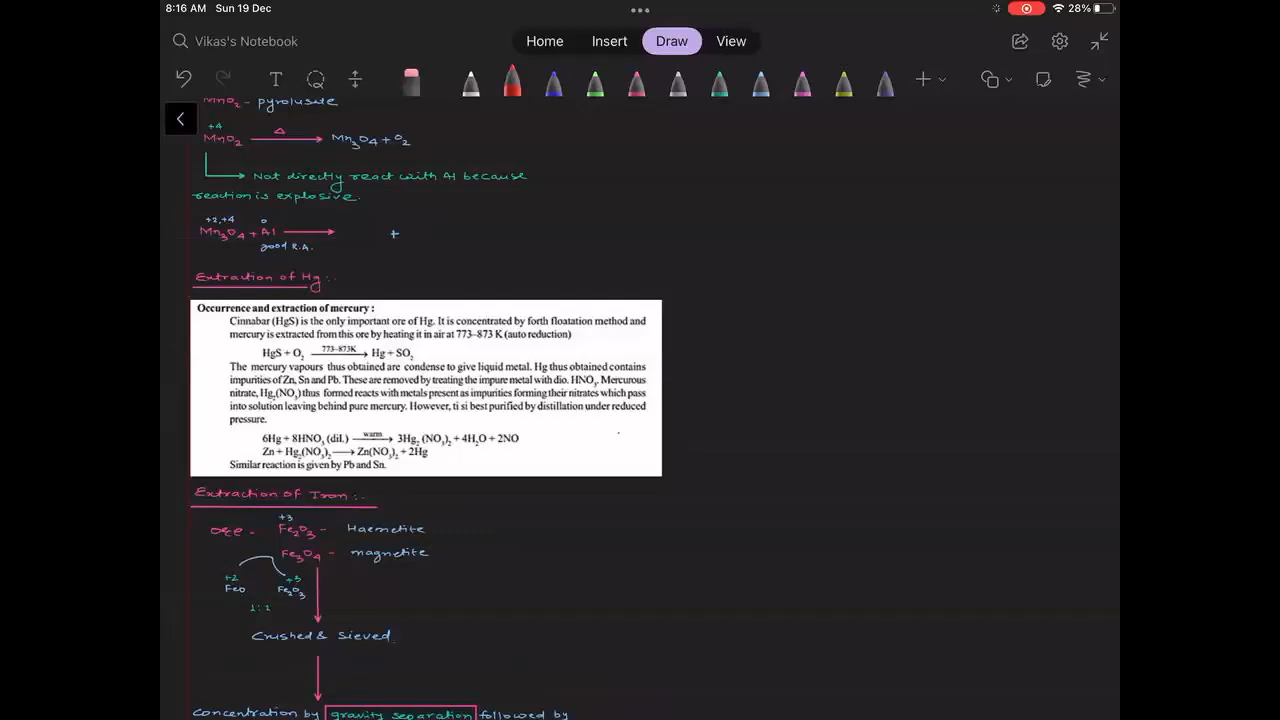 8:16 AM Sun 19 Dec
28%
Vikas's Notebook
Home Insert Draw View
MnO₂ - pyrolusite
+4
MnO₂ Δ Mn₃O₄ + O₂
Not directly react with Al because
reaction is explosive.
+2,+4 0
Mn₃O₄ + Al → +
good R.A.
Extraction of Hg :-
Occurrence and extraction of mercury :
Cinnabar (HgS) is the only important ore of Hg. It is concentrated by forth floatation method and
mercury is extracted from this ore by heating it in air at 773–873 K (auto reduction)
HgS + O₂ 773–873K → Hg + SO₂
The mercury vapours thus obtained are condense to give liquid metal. Hg thus obtained contains
impurities of Zn, Sn and Pb. These are removed by treating the impure metal with dio. HNO₃. Mercurous
nitrate, Hg₂(NO₃) thus formed reacts with metals present as impurities forming their nitrates which pass
into solution leaving behind pure mercury. However, ti si best purified by distillation under reduced
pressure.
6Hg + 8HNO₃ (dil.) warm → 3Hg₂ (NO₃)₂ + 4H₂O + 2NO
Zn + Hg₂(NO₃)₂ → Zn(NO₃)₂ + 2Hg
Similar reaction is given by Pb and Sn.
Extraction of Iron :-
+3
ore - Fe₂O₃ - Haemetite
Fe₃O₄ - magnetite
+2 +3
FeO Fe₂O₃
1:1
Crushed & Sieved
Concentration by gravity separation followed by